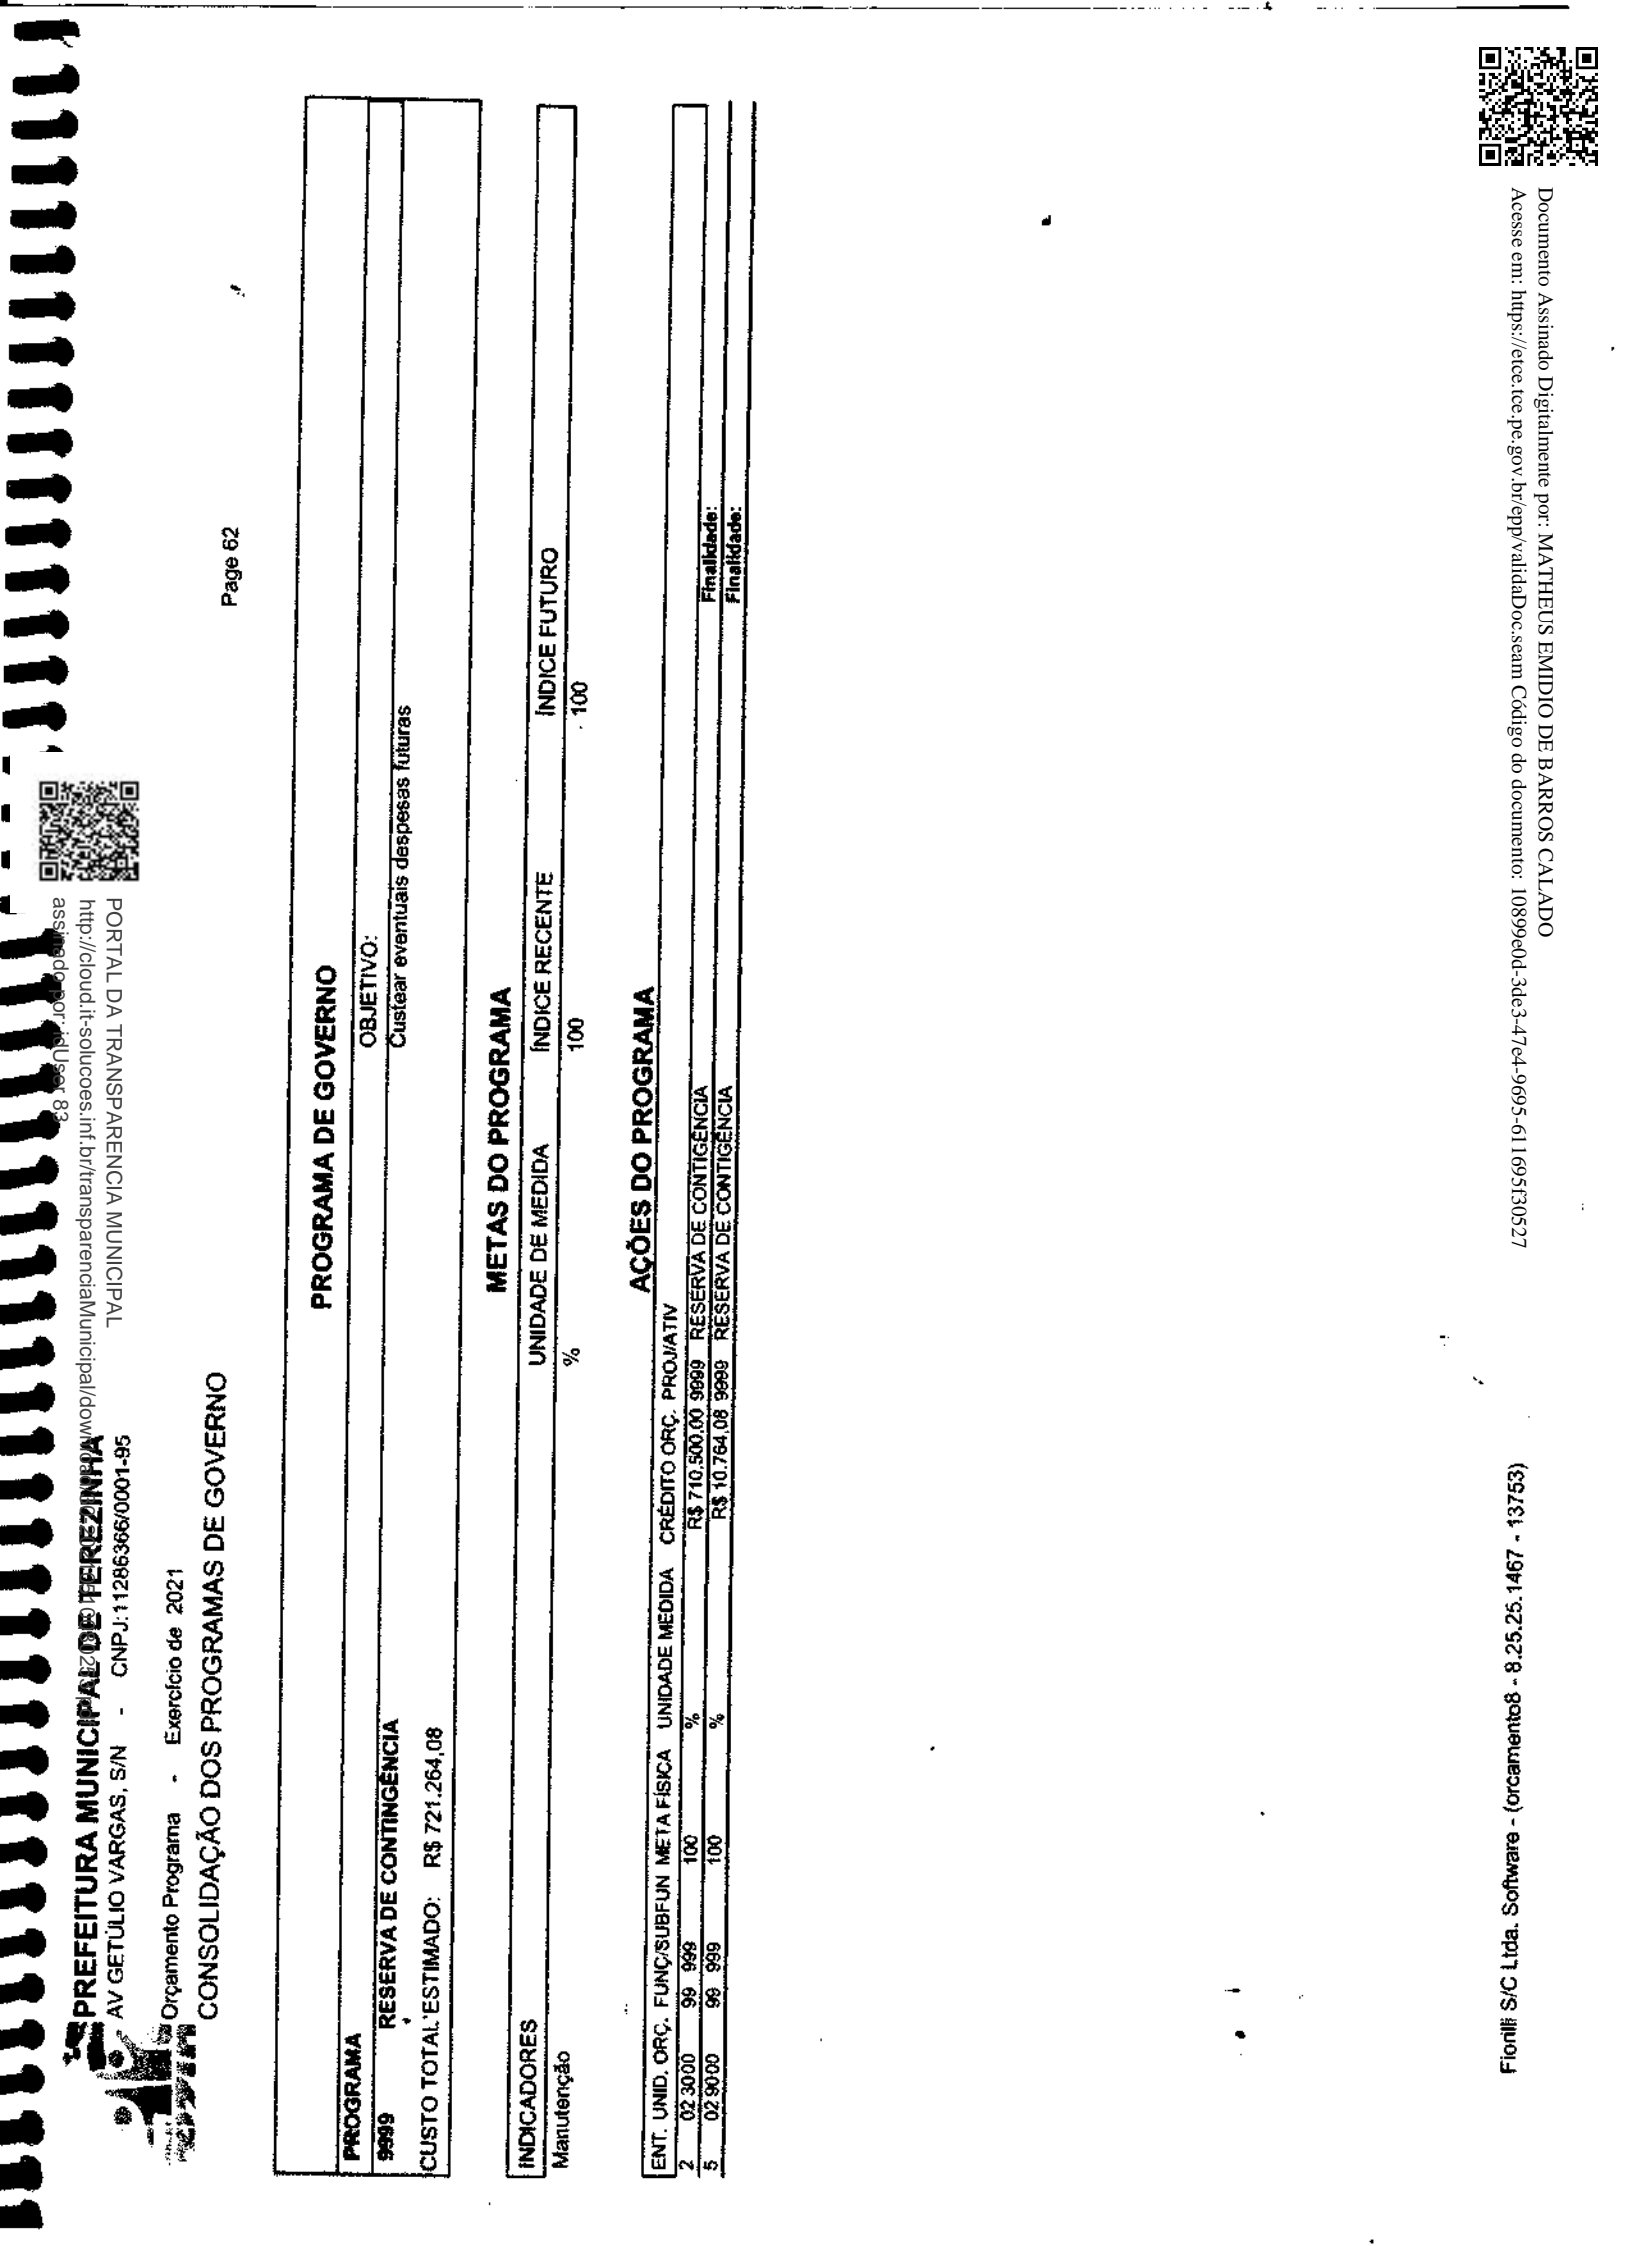 PREFEITURA MUNICIPAL DE TEREZINHA
AV GETÚLIO VARGAS, S/N - CNPJ:11286366/0001-95
Orçamento Programa - Exercício de 2021
CONSOLIDAÇÃO DOS PROGRAMAS DE GOVERNO
Page 62
PROGRAMA DE GOVERNO
PROGRAMA OBJETIVO:
9999 RESERVA DE CONTINGÊNCIA Custear eventuais despesas futuras
CUSTO TOTAL ESTIMADO: R$ 721.264,08
METAS DO PROGRAMA
INDICADORES UNIDADE DE MEDIDA ÍNDICE RECENTE ÍNDICE FUTURO
Manutenção % 100 100
AÇÕES DO PROGRAMA
ENT. UNID. ORÇ. FUNÇ/SUBFUN META FÍSICA UNIDADE MEDIDA CRÉDITO ORÇ. PROJ/ATIV
2 02 3000 99 999 100 % R$ 710.500,00 9999 RESERVA DE CONTIGÊNCIA Finalidade:
5 02 9000 99 999 100 % R$ 10.764,08 9999 RESERVA DE CONTIGÊNCIA Finalidade:
Fiorilli S/C Ltda. Software - (orcamento8 - 8.25.25.1467 - 13753)
PORTAL DA TRANSPARENCIA MUNICIPAL
http://cloud.it-solucoes.inf.br/transparenciaMunicipal/download/
assinado por: idUser 83
Documento Assinado Digitalmente por: MATHEUS EMIDIO DE BARROS CALADO
Acesse em: https://etce.tce.pe.gov.br/epp/validaDoc.seam Código do documento: 10899e0d-3de3-47e4-9695-611695f30527